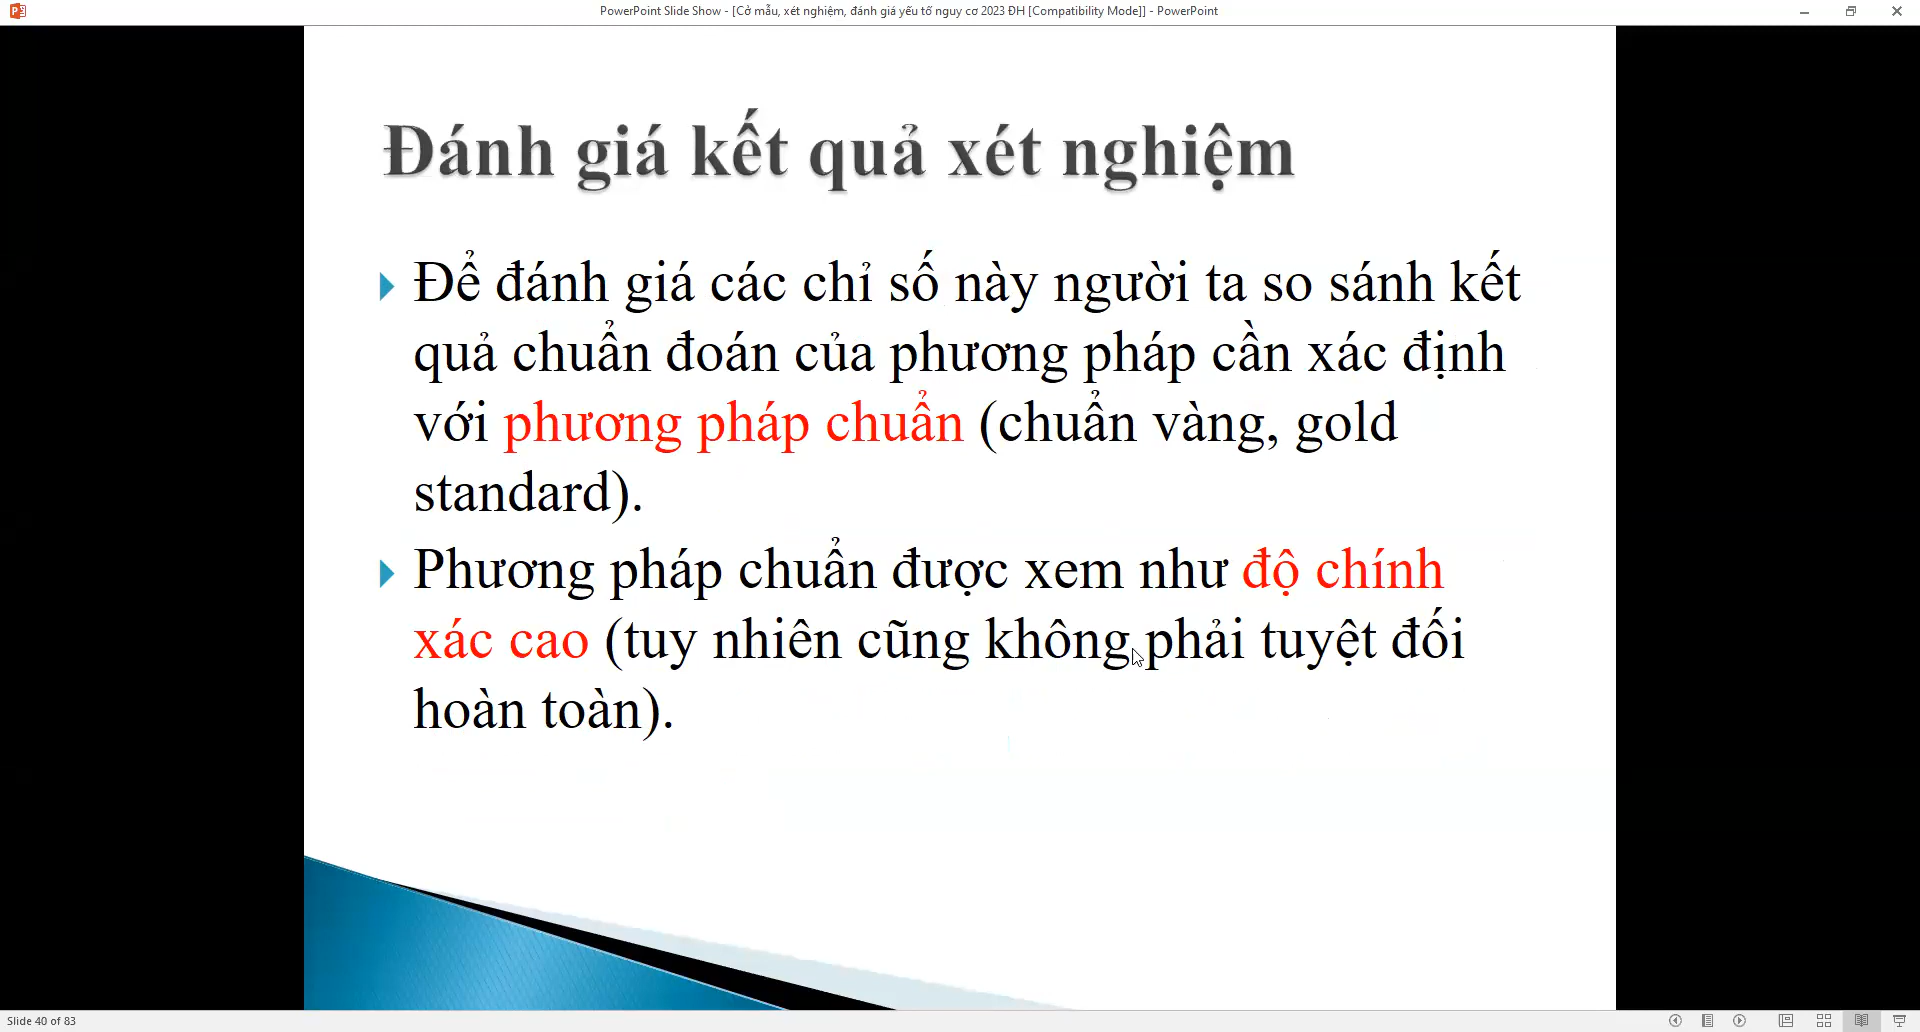 PowerPoint Slide Show - [Cở mẫu, xét nghiệm, đánh giá yếu tố nguy cơ 2023 ĐH [Compatibility Mode]] - PowerPoint
Đánh giá kết quả xét nghiệm
Để đánh giá các chỉ số này người ta so sánh kết
quả chuẩn đoán của phương pháp cần xác định
với phương pháp chuẩn (chuẩn vàng, gold
standard).
Phương pháp chuẩn được xem như độ chính
xác cao (tuy nhiên cũng không phải tuyệt đối
hoàn toàn).
Slide 40 of 83